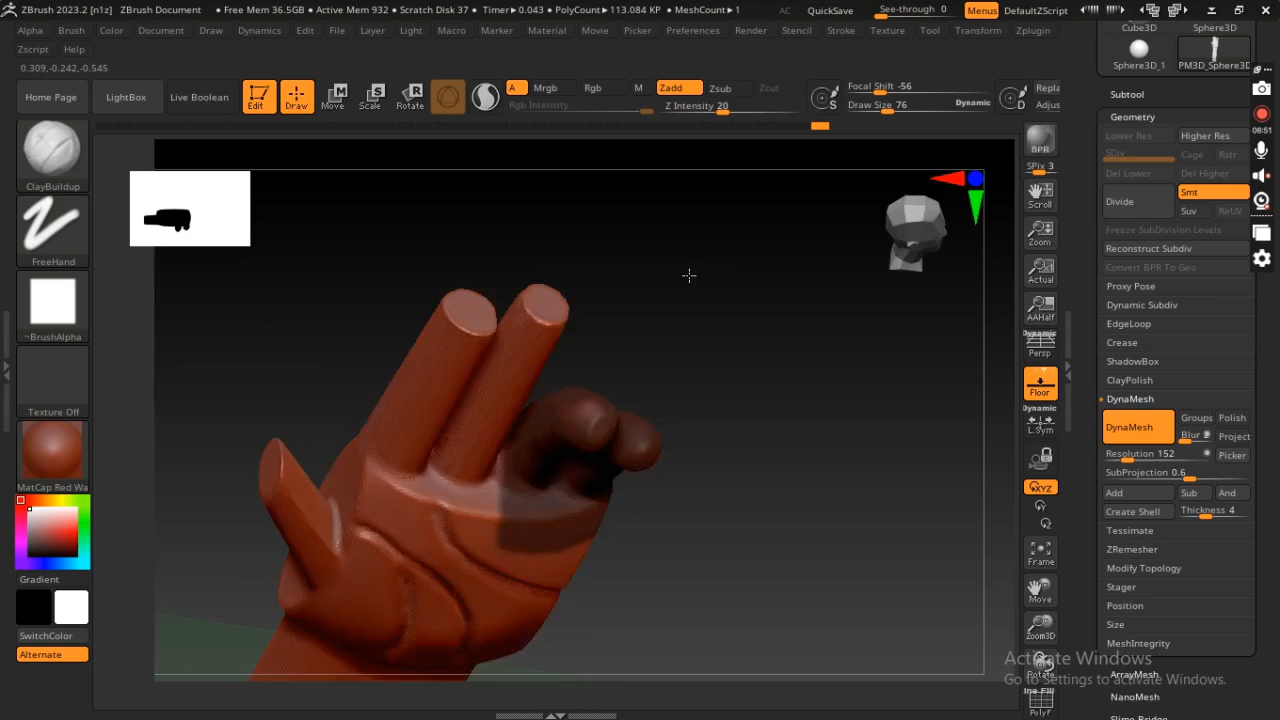 ZBrush 2023.2 [n1z] ZBrush Document ● Free Mem 36.5GB ● Active Mem 932 ● Scratch Disk 37 ● Timer▸0.043 ● PolyCount▸113.084 KP ● MeshCount▸1 AC QuickSave See-through 0 Menus DefaultZScript
Alpha Brush Color Document Draw Dynamics Edit File Layer Light Macro Marker Material Movie Picker Preferences Render Stencil Stroke Texture Tool Transform Zplugin
Zscript Help
0.309,-0.242,-0.545
Home Page LightBox Live Boolean Edit Draw Move Scale Rotate A Mrgb Rgb M Zadd Zsub Zcut
Rgb Intensity Z Intensity 20
S Focal Shift -56
Draw Size 76 Dynamic
D Repla
Adjus
ClayBuildup
FreeHand
~BrushAlpha
Texture Off
MatCap Red Wa
Gradient
SwitchColor
Alternate
BPR
SPix 3
Scroll
Zoom
Actual
AAHalf
Dynamic
Persp
Floor
Dynamic
L.Sym
XYZ
Frame
Move
Zoom3D
Rotate
Line Fill
PolyF
Cube3D Sphere3D
Sphere3D_1 PM3D_Sphere3D
Subtool
Geometry
Lower Res Higher Res
SDiv Cage Rstr
Del Lower Del Higher
Divide Smt
Suv ReUV
Freeze SubDivision Levels
Reconstruct Subdiv
Convert BPR To Geo
Proxy Pose
Dynamic Subdiv
EdgeLoop
Crease
ShadowBox
ClayPolish
DynaMesh
DynaMesh Groups Polish
Blur 2 Project
Resolution 152 Picker
SubProjection 0.6
Add Sub And
Create Shell Thickness 4
Tessimate
ZRemesher
Modify Topology
Stager
Position
Size
MeshIntegrity
ArrayMesh
NanoMesh
Slime Bridge
06:51
Activate Windows
Go to Settings to activate Windows.